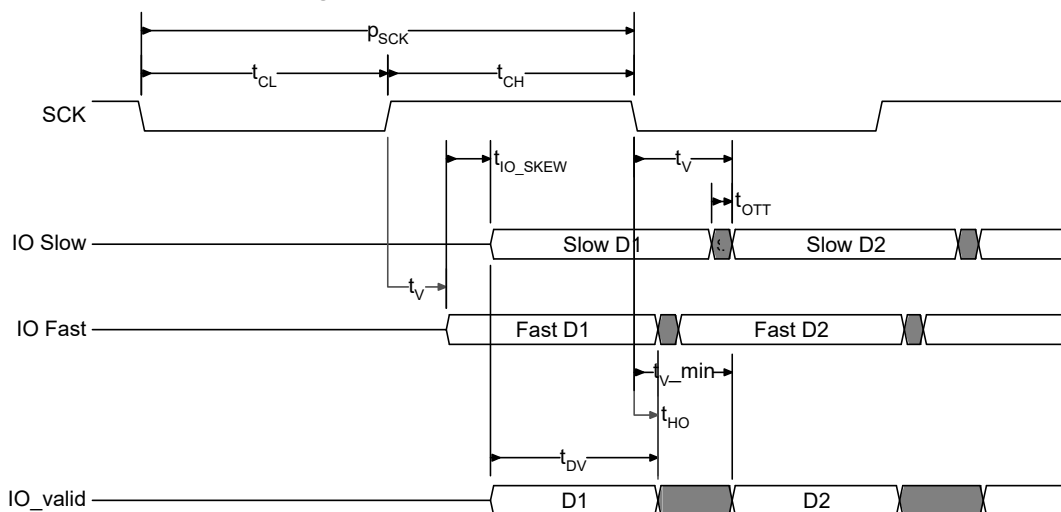 pSCK
tCL
tCH
SCK
tIO_SKEW
tV
tOTT
IO Slow
Slow D1
S.
Slow D2
tV
IO Fast
Fast D1
Fast D2
tV_min
tHO
tDV
IO_valid
D1
D2